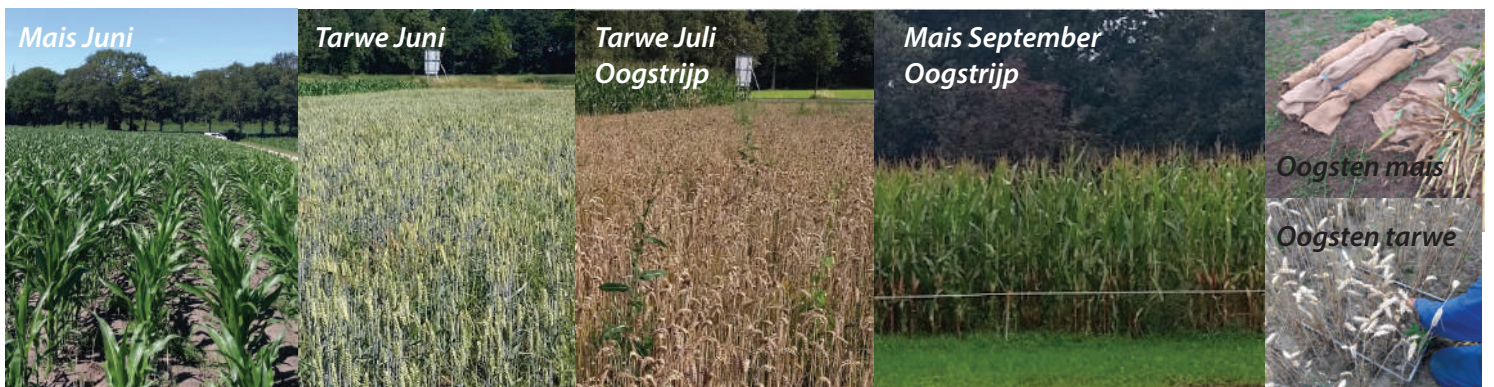 Mais Juni
Tarwe Juni
Tarwe Juli
Oogstrijp
Mais September
Oogstrijp
Oogsten mais
Oogsten tarwe